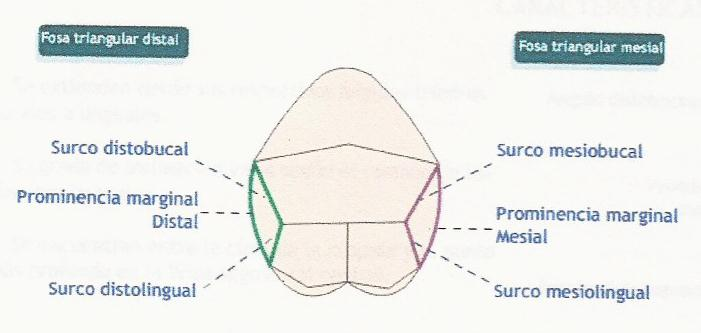 Fosa triangular distal
Fosa triangular mesial
Surco distobucal
Surco mesiobucal
Prominencia marginal
Distal
Prominencia marginal
Mesial
Surco distolingual
Surco mesiolingual